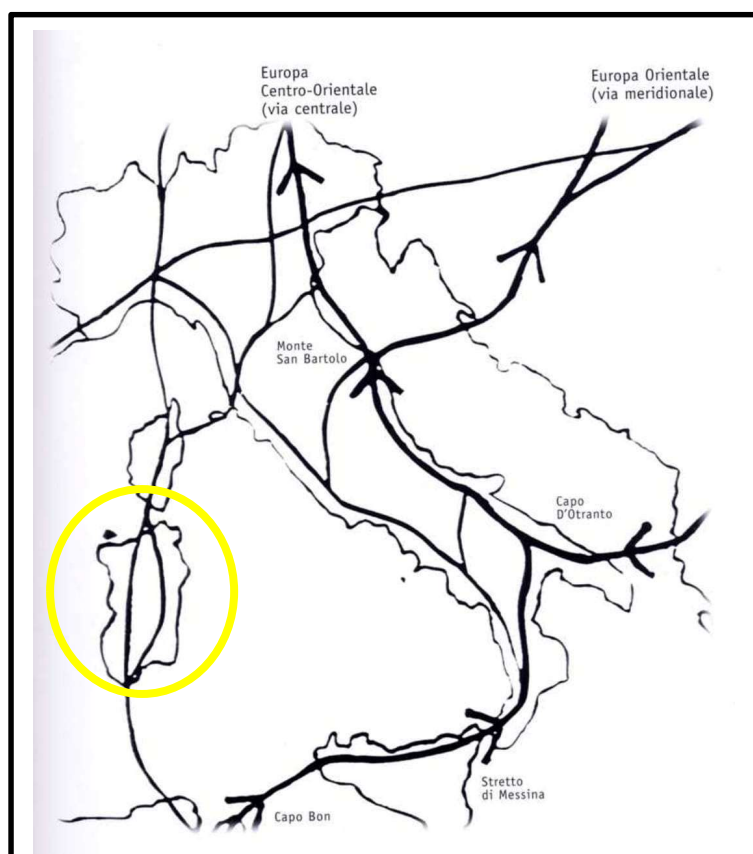 Europa
Centro-Orientale
(via centrale)
Europa Orientale
(via meridionale)
Monte
San Bartolo
Capo
D'Otranto
Stretto
di Messina
Capo Bon